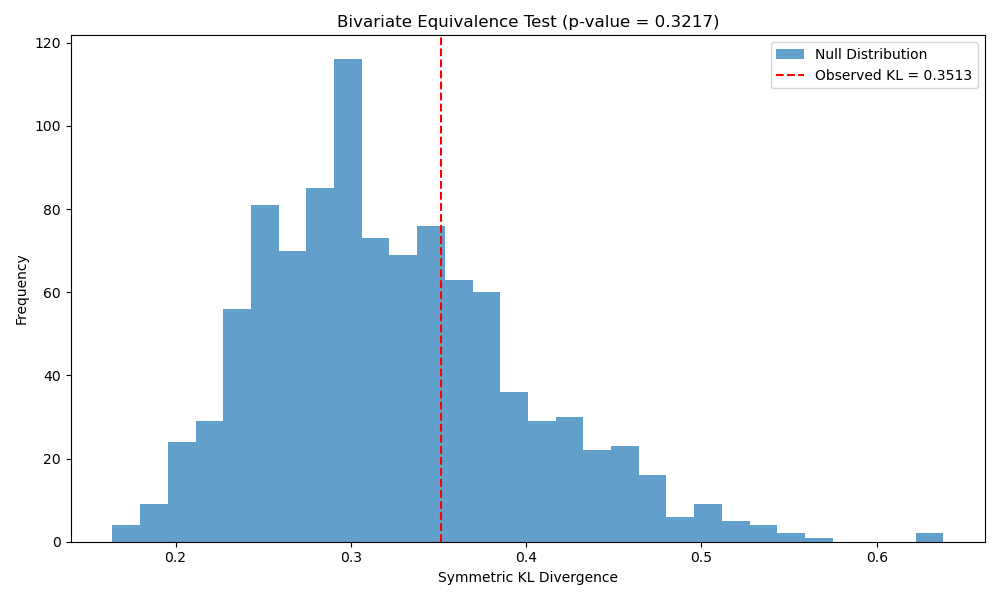 Bivariate Equivalence Test (p-value = 0.3217)
Null Distribution
Observed KL = 0.3513
Frequency
120
100
80
60
40
20
0
0.2
0.3
0.4
0.5
0.6
Symmetric KL Divergence